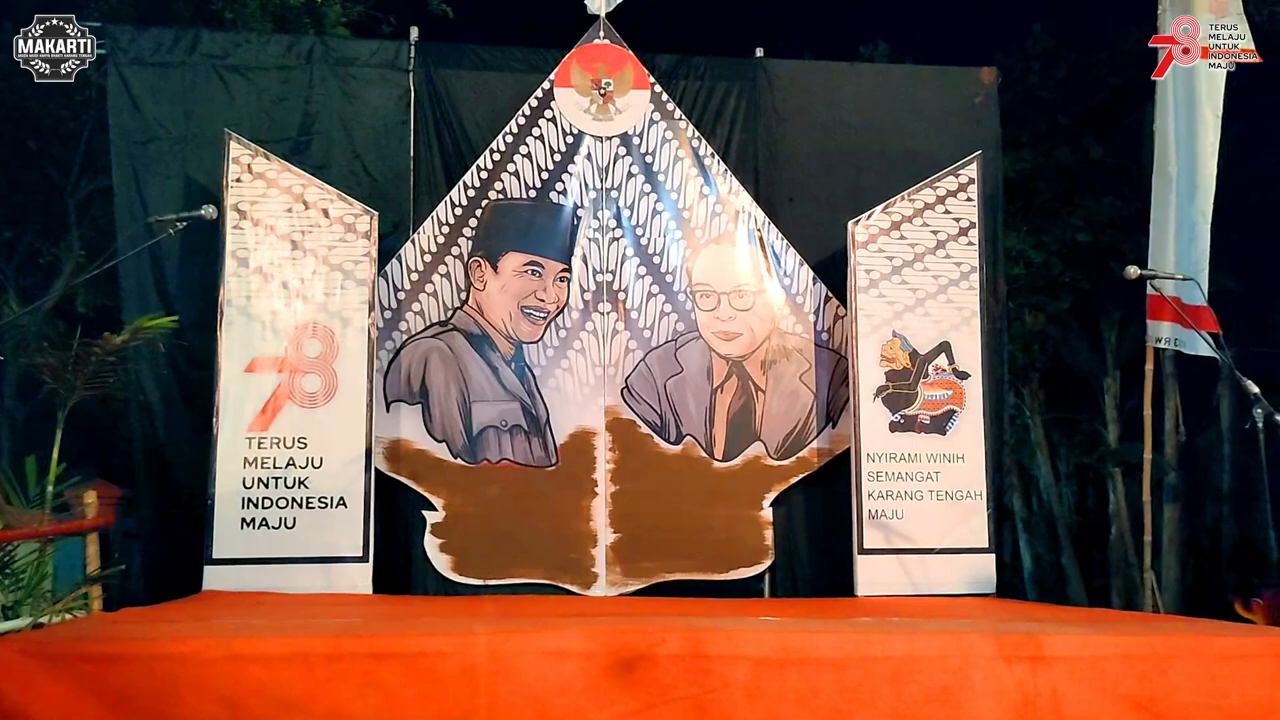 MAKARTI
78
TERUS
MELAJU
UNTUK
INDONESIA
MAJU
78
TERUS
MELAJU
UNTUK
INDONESIA
MAJU
NYIRAMI WINIH
SEMANGAT
KARANG TENGAH
MAJU